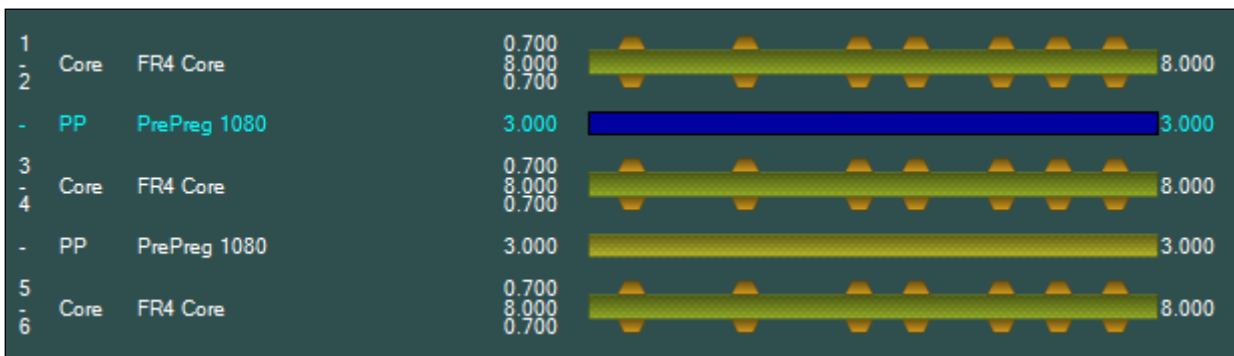 1 0.700
- Core FR4 Core 8.000 8.000
2 0.700
- PP PrePreg 1080 3.000 3.000
3 0.700
- Core FR4 Core 8.000 8.000
4 0.700
- PP PrePreg 1080 3.000 3.000
5 0.700
- Core FR4 Core 8.000 8.000
6 0.700